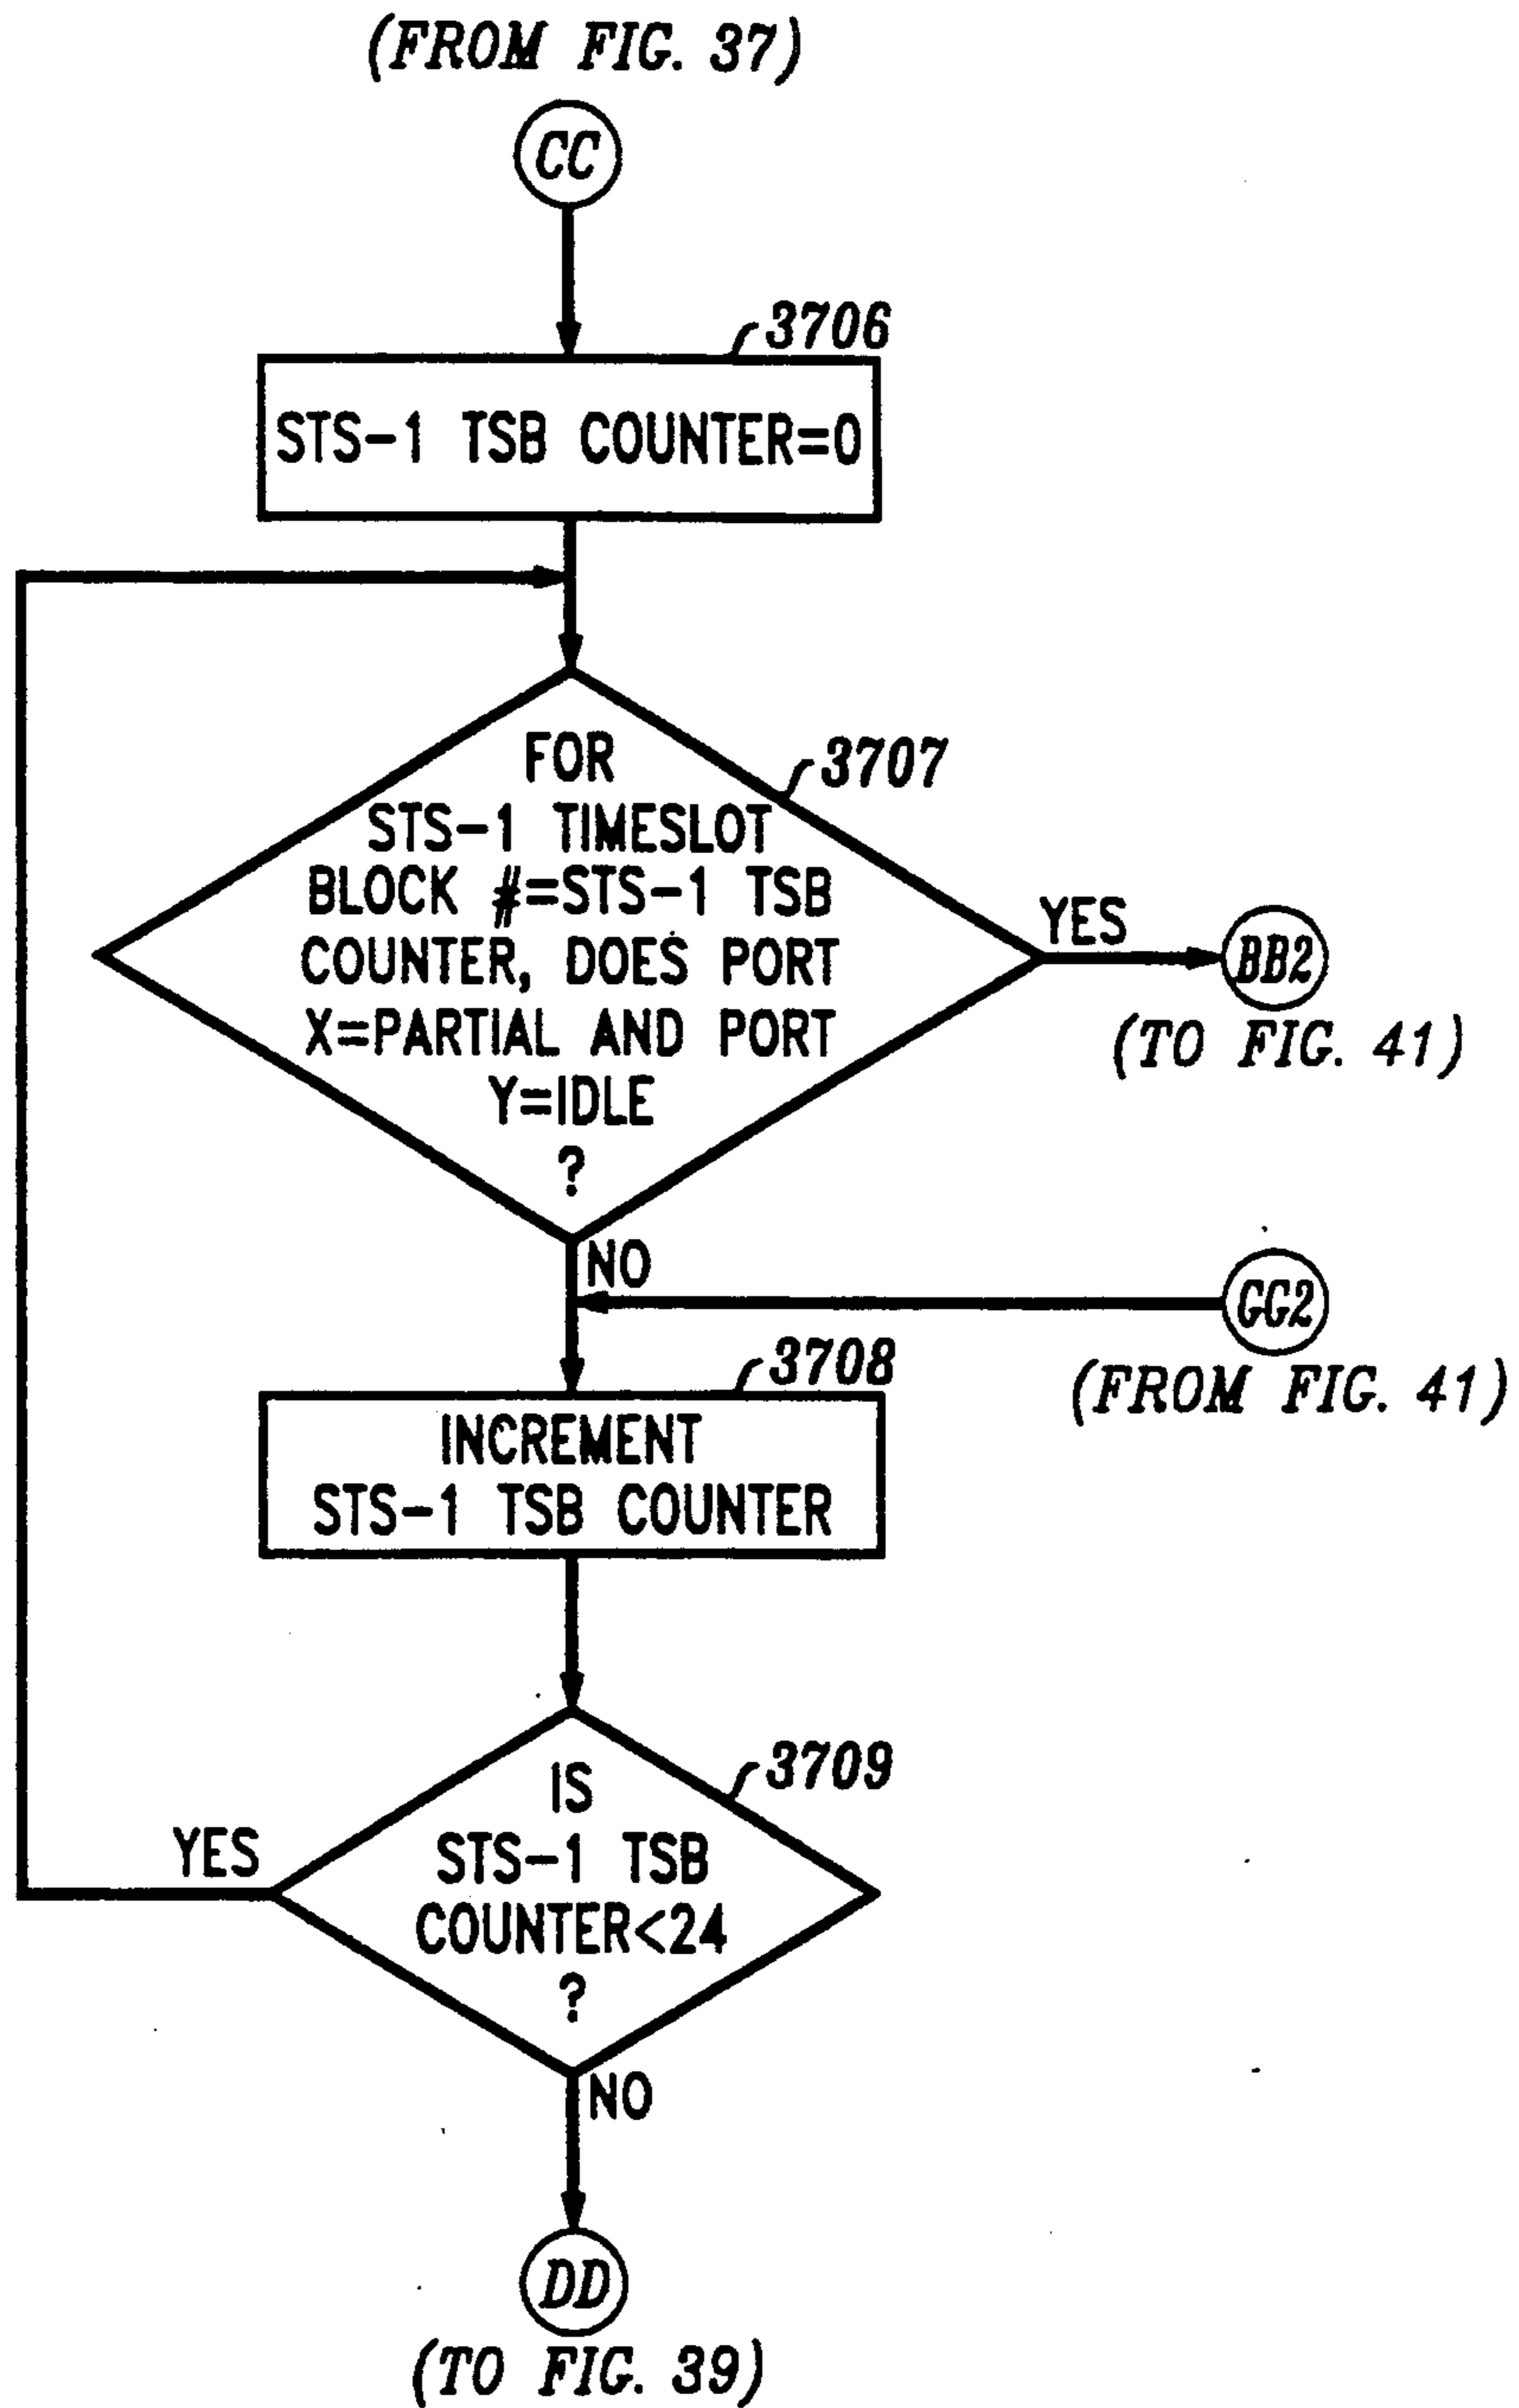 (FROM FIG. 37)
CC
3706
STS-1 TSB COUNTER=0
3707
FOR
STS-1 TIMESLOT
BLOCK #=STS-1 TSB
COUNTER, DOES PORT
X=PARTIAL AND PORT
Y=IDLE
?
YES
BB2
(TO FIG. 41)
NO
GG2
(FROM FIG. 41)
3708
INCREMENT
STS-1 TSB COUNTER
3709
IS
STS-1 TSB
COUNTER<24
?
YES
NO
DD
(TO FIG. 39)